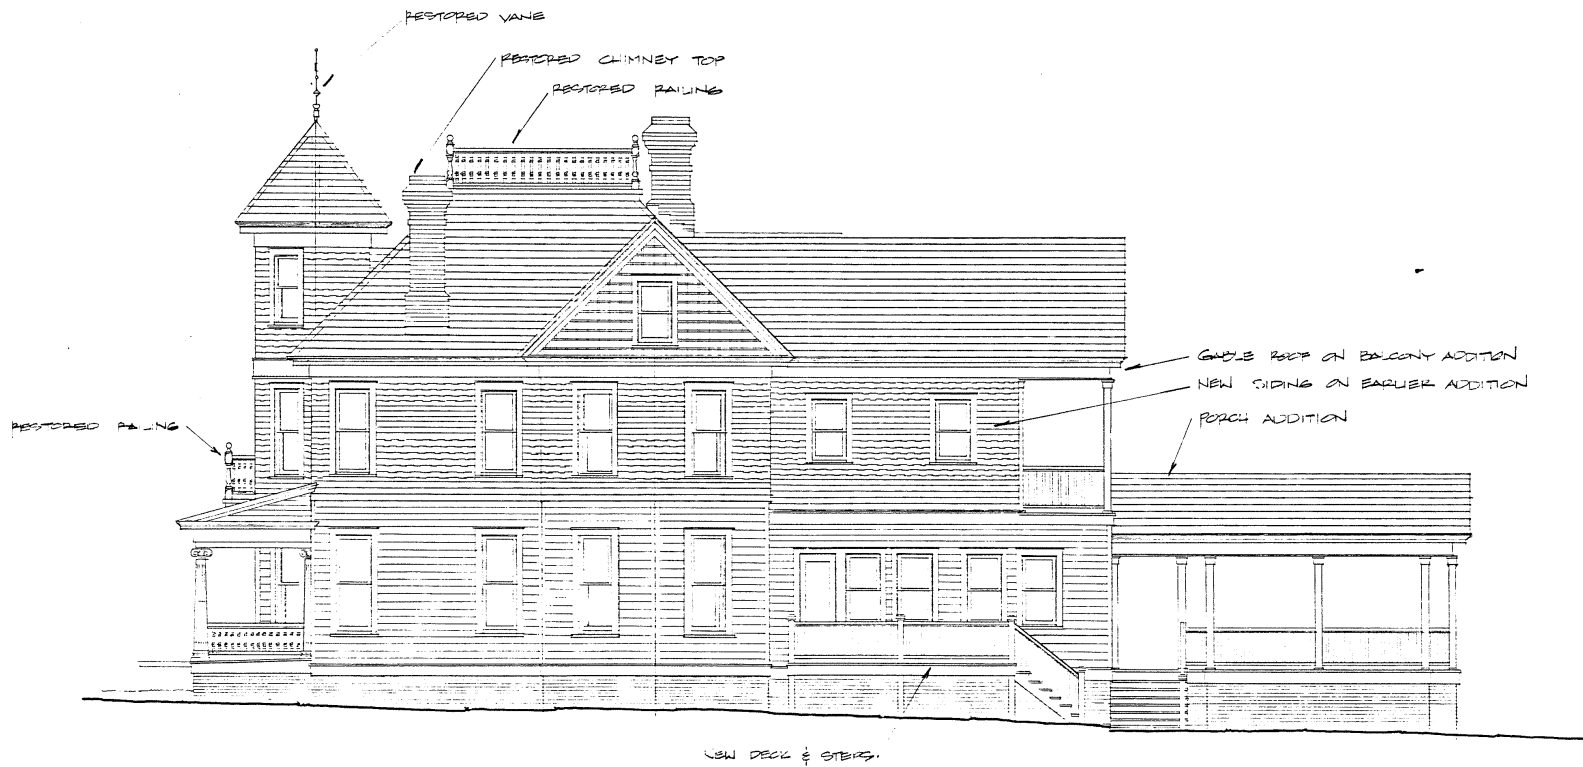 RESTORED VANE
RESTORED CHIMNEY TOP
RESTORED RAILING
GABLE ROOF ON BALCONY ADDITION
NEW SIDING ON EARLIER ADDITION
PORCH ADDITION
RESTORED RAILING
NEW DECK & STEPS.